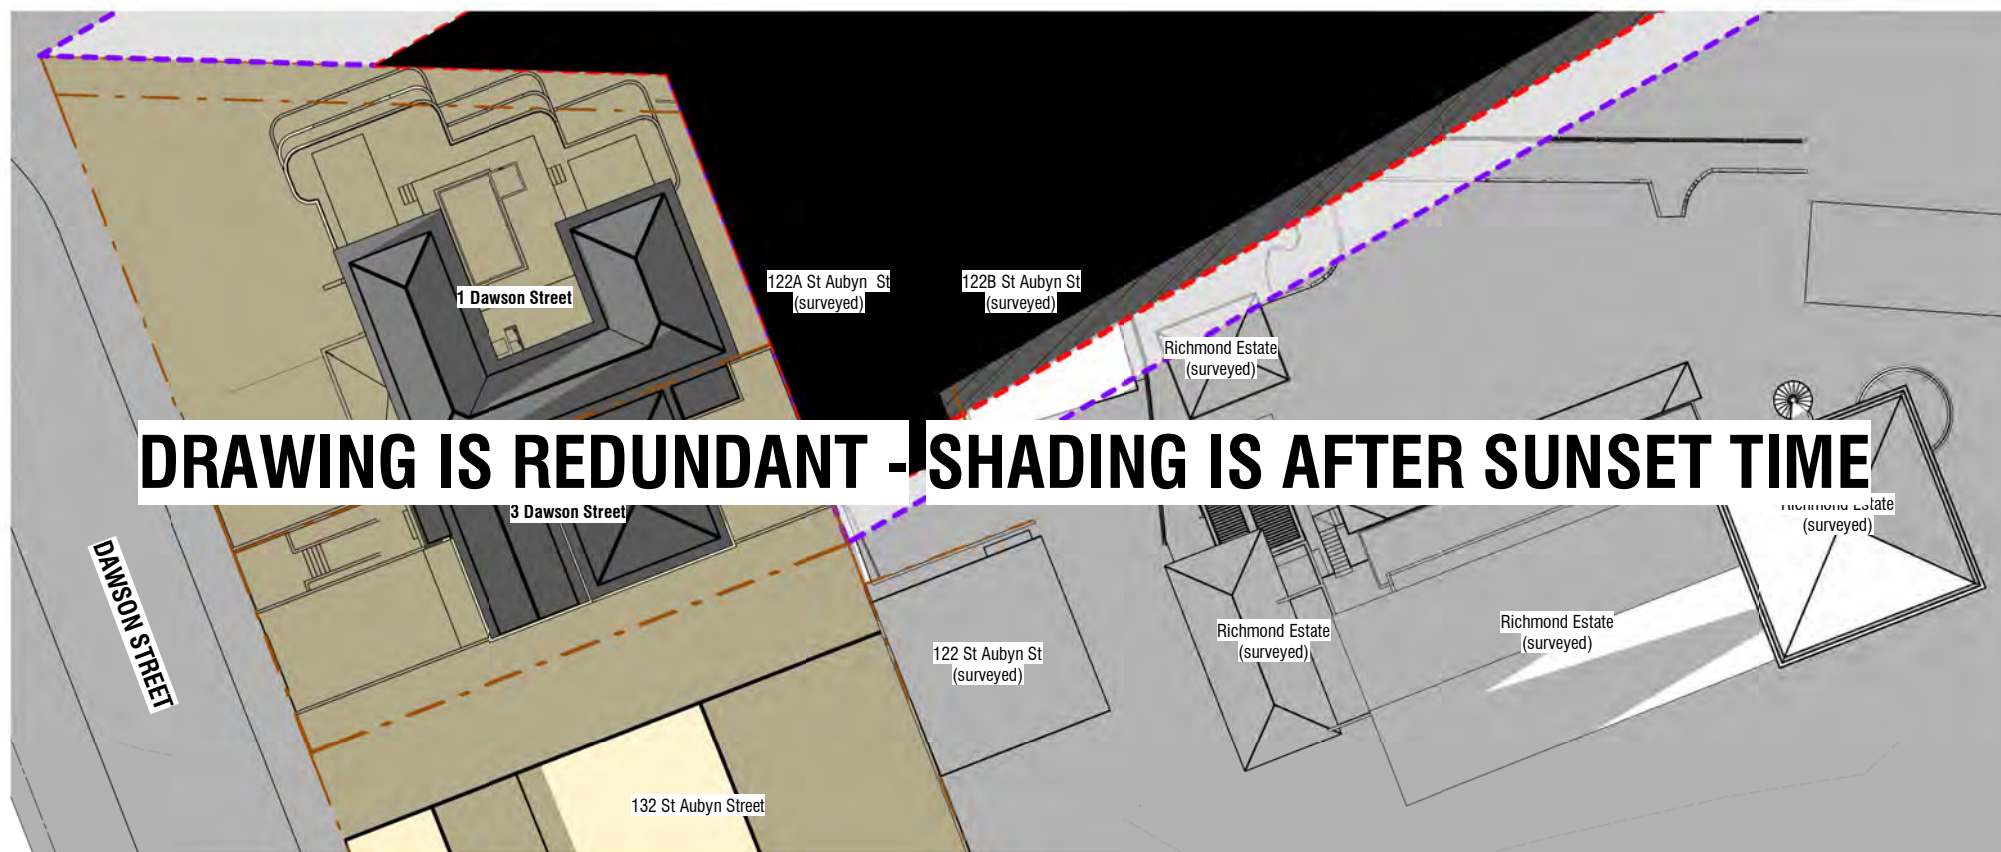 122A St Aubyn St
(surveyed)
122B St Aubyn St
(surveyed)
1 Dawson Street
Richmond Estate
(surveyed)
DRAWING IS REDUNDANT - SHADING IS AFTER SUNSET TIME
3 Dawson Street
Richmond Estate
(surveyed)
DAWSON STREET
Richmond Estate
(surveyed)
Richmond Estate
(surveyed)
122 St Aubyn St
(surveyed)
132 St Aubyn Street